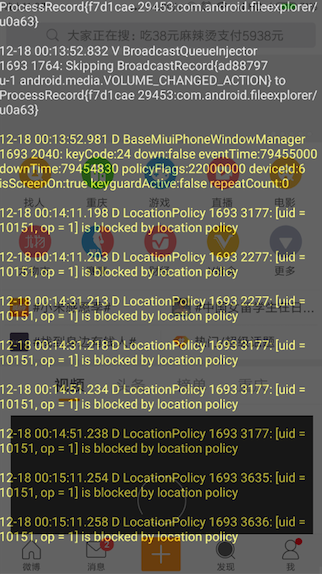 ProcessRecord{f7d1cae 29453:com.android.fileexplorer/
u0a63}
大家正在搜：吃38元麻辣烫支付5938元
12-18 00:13:52.832 V BroadcastQueueInjector
1693 1764: Skipping BroadcastRecord{ad88797
u-1 android.media.VOLUME_CHANGED_ACTION} to
ProcessRecord{f7d1cae 29453:com.android.fileexplorer/
u0a63}
12-18 00:13:52.981 D BaseMiuiPhoneWindowManager
1693 2040: keyCode:24 down:false eventTime:79455000
downTime:79454830 policyFlags:22000000 deviceId:6
isScreenOn:true keyguardActive:false repeatCount:0
找人 重庆 游戏 直播 电影
12-18 00:14:11.198 D LocationPolicy 1693 3177: [uid =
10151, op = 1] is blocked by location policy
12-18 00:14:11.203 D LocationPolicy 1693 2277: [uid =
10151, op = 1] is blocked by location policy
更多
12-18 00:14:31.213 D LocationPolicy 1693 2277: [uid =
10151, op = 1] is blocked by location policy
12-18 00:14:31.218 D LocationPolicy 1693 3177: [uid =
10151, op = 1] is blocked by location policy
视频 头条 榜单 重庆
12-18 00:14:51.234 D LocationPolicy 1693 3177: [uid =
10151, op = 1] is blocked by location policy
12-18 00:14:51.238 D LocationPolicy 1693 3177: [uid =
10151, op = 1] is blocked by location policy
12-18 00:15:11.254 D LocationPolicy 1693 3635: [uid =
10151, op = 1] is blocked by location policy
12-18 00:15:11.258 D LocationPolicy 1693 3636: [uid =
10151, op = 1] is blocked by location policy
2
微博 消息 发现 我